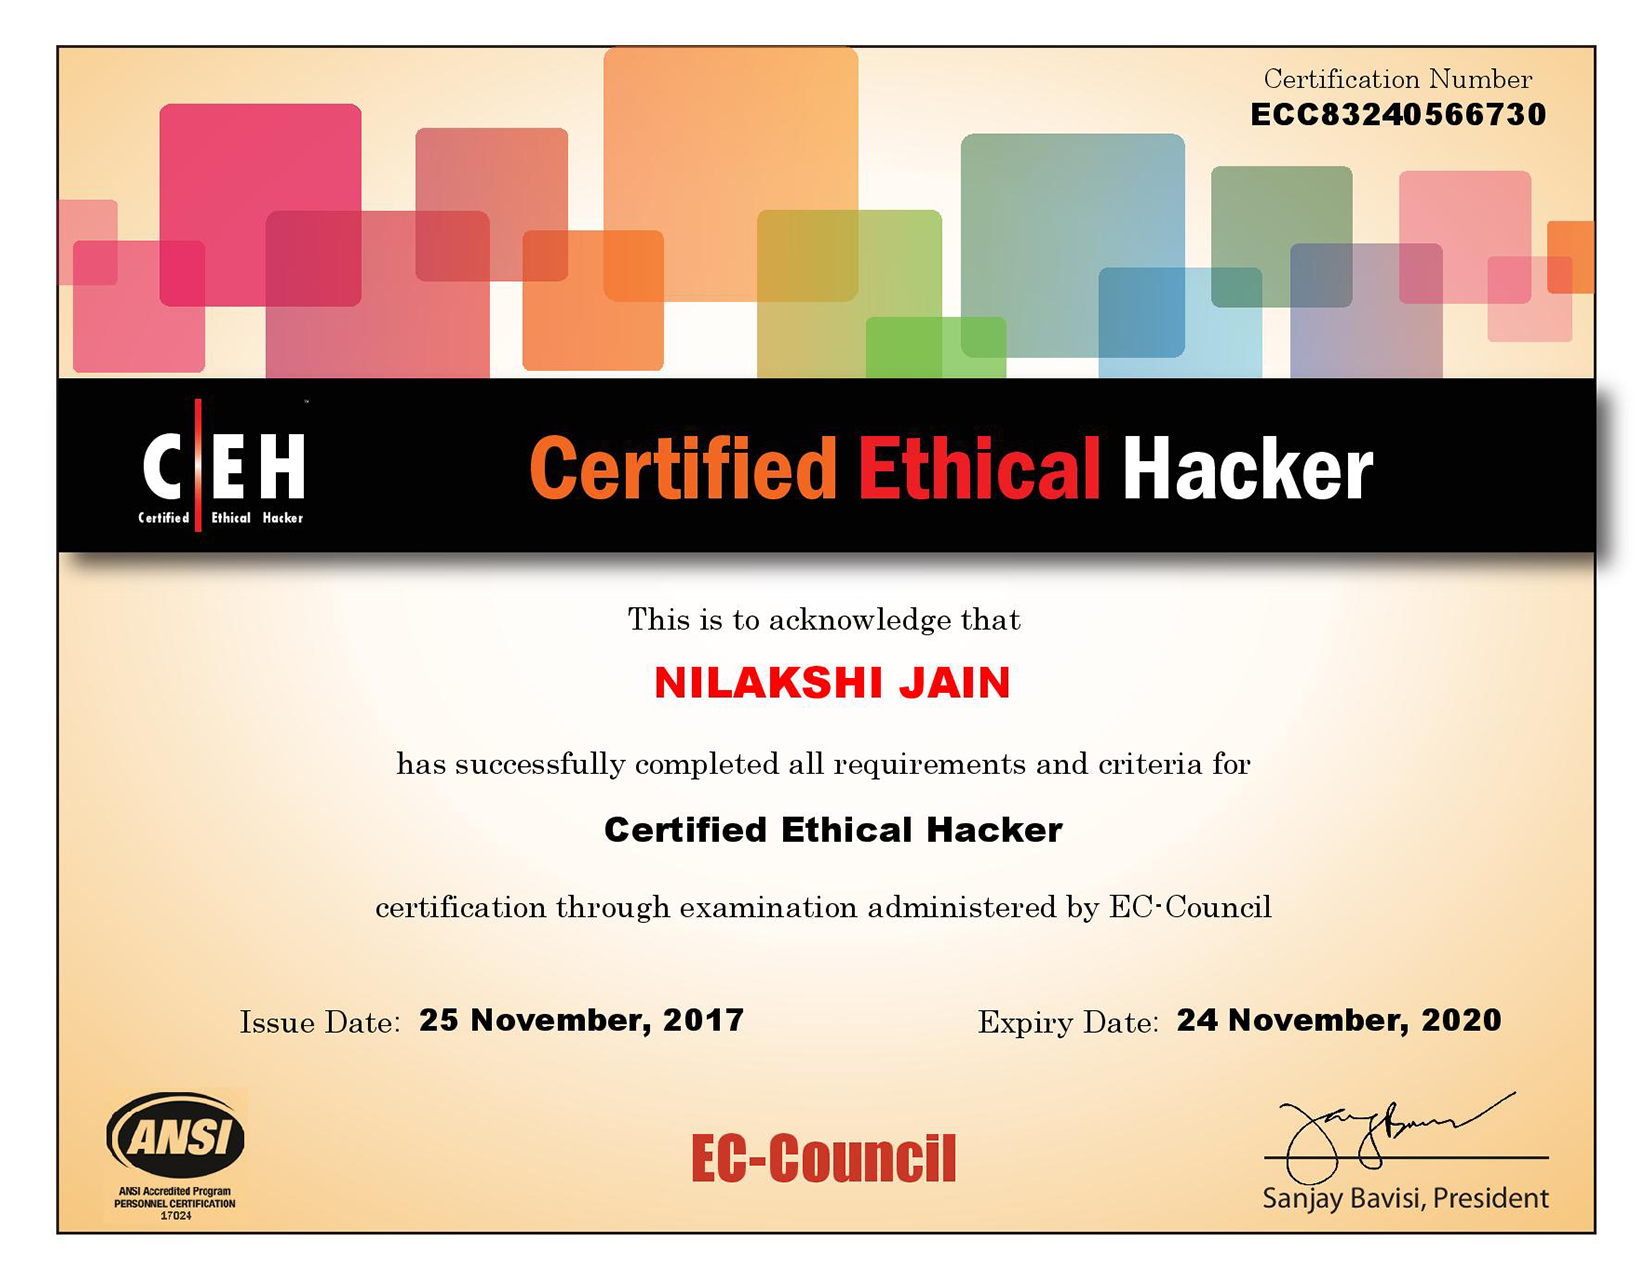 Certification Number
ECC83240566730
C|EH
™
Certified Ethical Hacker
Certified Ethical Hacker
This is to acknowledge that
NILAKSHI JAIN
has successfully completed all requirements and criteria for
Certified Ethical Hacker
certification through examination administered by EC-Council
Issue Date: 25 November, 2017
Expiry Date: 24 November, 2020
ANSI
ANSI Accredited Program
PERSONNEL CERTIFICATION
17024
EC-Council
Sanjay Bavisi, President